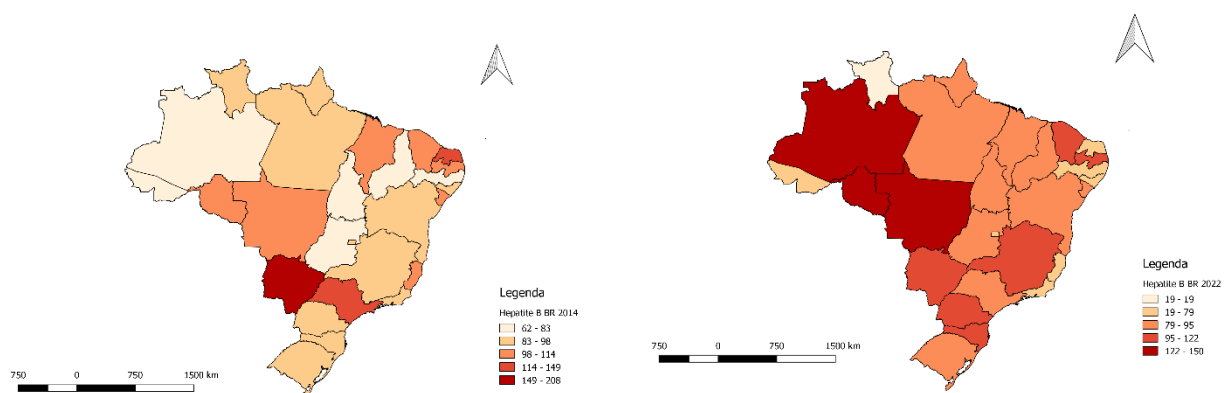 Legenda
Hepatite B BR 2014
62 - 83
83 - 98
98 - 114
114 - 149
149 - 208
750 0 750 1500 km
Legenda
Hepatite B BR 2022
19 - 19
19 - 79
79 - 95
95 - 122
122 - 150
750 0 750 1500 km